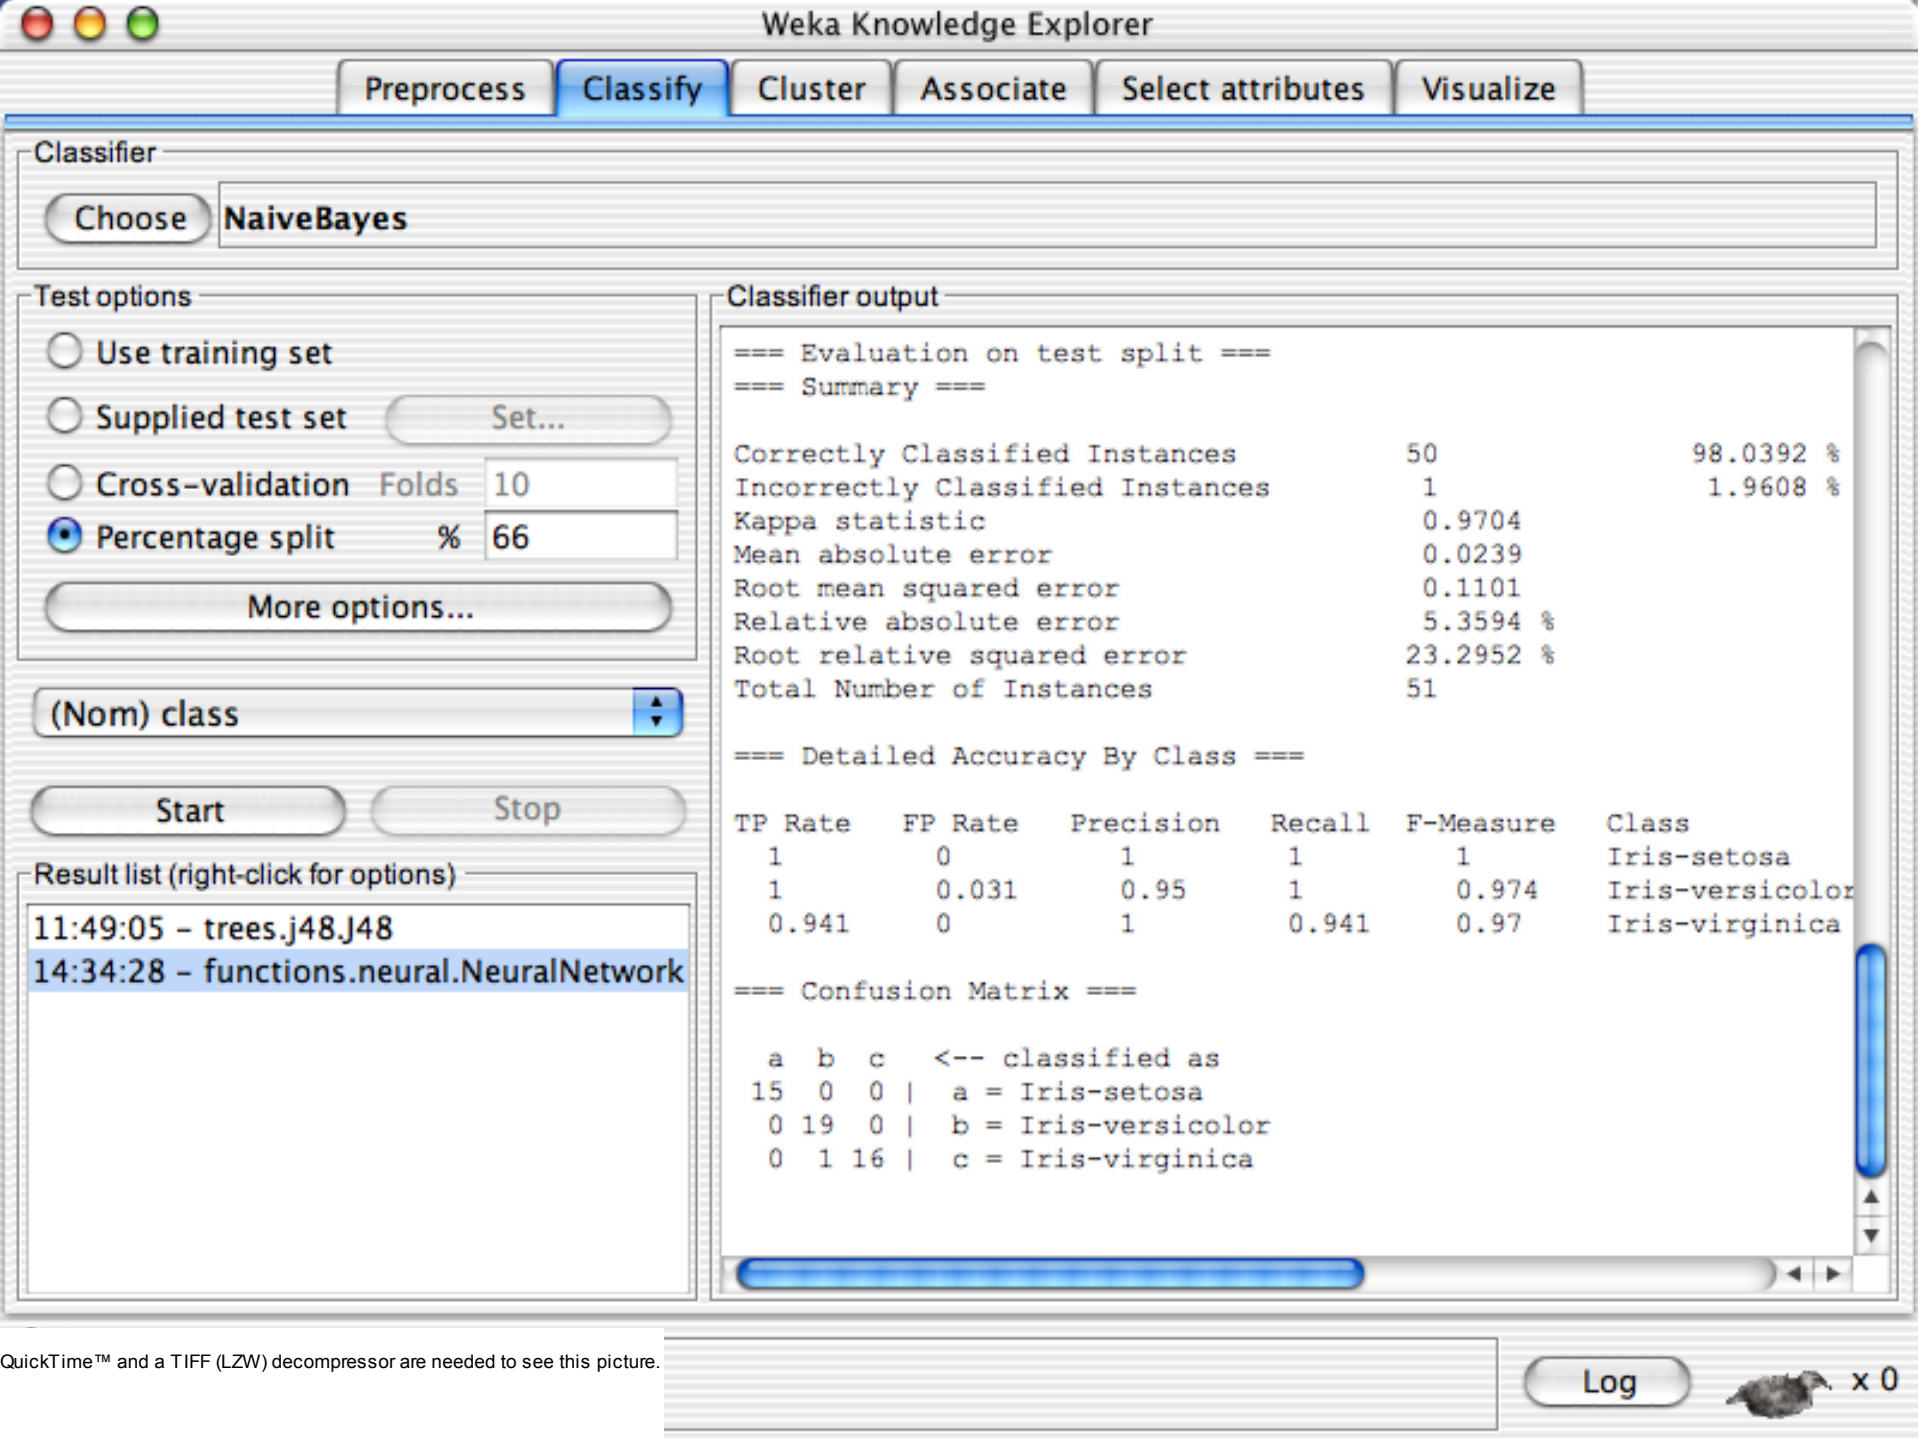 Weka Knowledge Explorer
Preprocess Classify Cluster Associate Select attributes Visualize
Classifier
Choose NaiveBayes
Test options
Use training set
Supplied test set Set...
Cross-validation Folds 10
Percentage split % 66
More options...
(Nom) class
Start Stop
Result list (right-click for options)
11:49:05 – trees.j48.J48
14:34:28 – functions.neural.NeuralNetwork
Classifier output
=== Evaluation on test split ===
=== Summary ===
Correctly Classified Instances 50 98.0392 %
Incorrectly Classified Instances 1 1.9608 %
Kappa statistic 0.9704
Mean absolute error 0.0239
Root mean squared error 0.1101
Relative absolute error 5.3594 %
Root relative squared error 23.2952 %
Total Number of Instances 51
=== Detailed Accuracy By Class ===
TP Rate FP Rate Precision Recall F-Measure Class
1 0 1 1 1 Iris-setosa
1 0.031 0.95 1 0.974 Iris-versicolor
0.941 0 1 0.941 0.97 Iris-virginica
=== Confusion Matrix ===
a b c <-- classified as
15 0 0 | a = Iris-setosa
0 19 0 | b = Iris-versicolor
0 1 16 | c = Iris-virginica
QuickTime™ and a TIFF (LZW) decompressor are needed to see this picture.
Log x 0